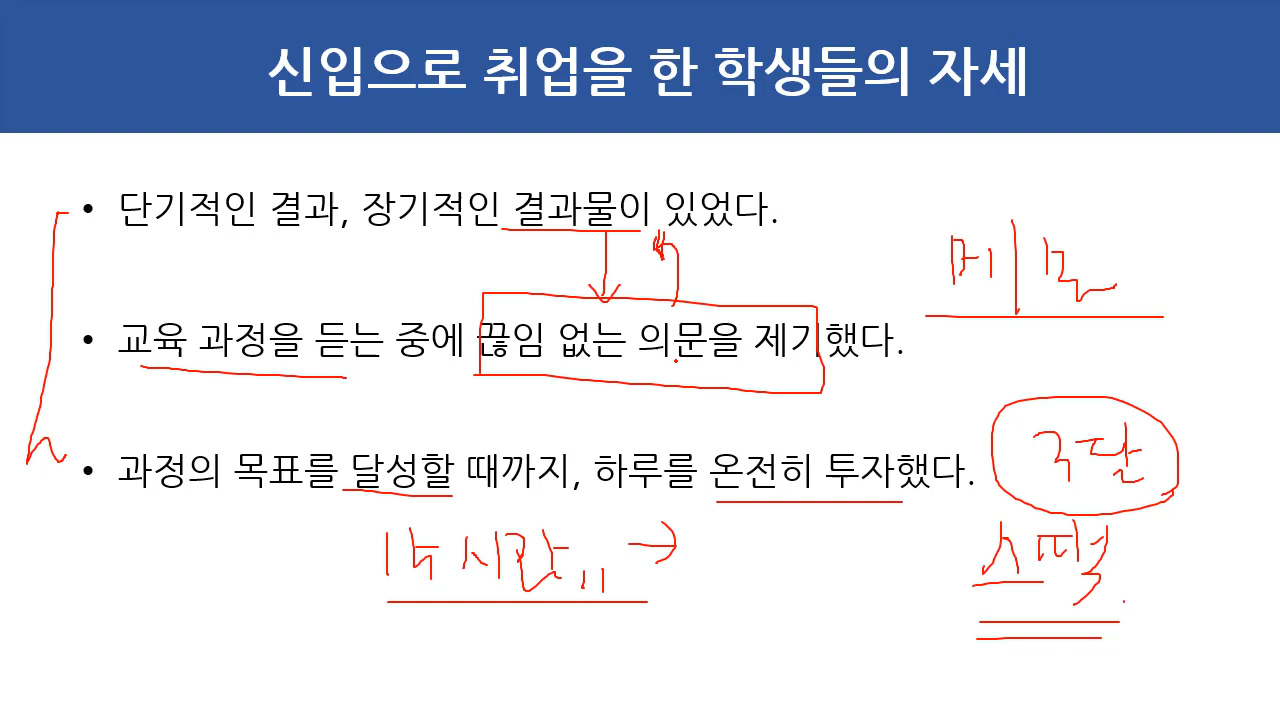 신입으로 취업을 한 학생들의 자세
• 단기적인 결과, 장기적인 결과물이 있었다.
• 교육 과정을 듣는 중에 끊임 없는 의문을 제기했다.
• 과정의 목표를 달성할 때까지, 하루를 온전히 투자했다.
극단
14시간
스펙